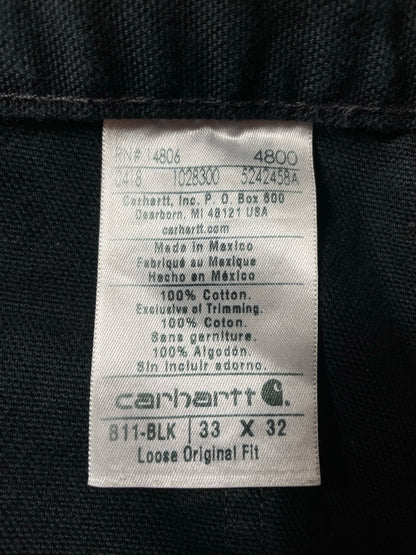 RN# 14806 4800
04 8 1028300 5242458A
Carhartt, Inc. P. O. Box 600
Dearborn, MI 48121 USA
carhartt.com
Made in Mexico
Fabriqué au Mexique
Hecho en México
100% Cotton.
Exclusive of Trimming.
100% Coton.
Sans garniture.
100% Algodón.
Sin incluir adorno.
carhartt
B11-BLK | 33 X 32
Loose Original Fit